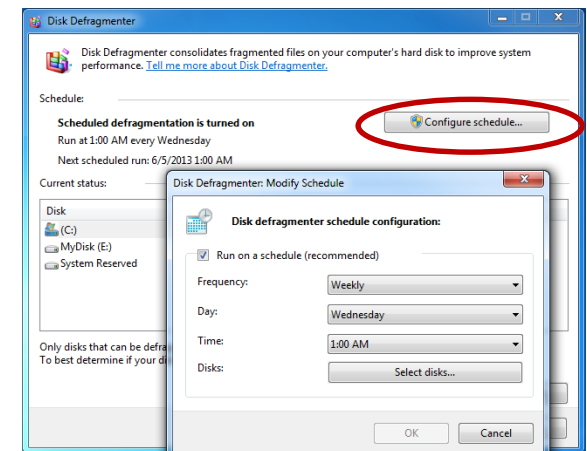 Disk Defragmenter
Disk Defragmenter consolidates fragmented files on your computer's hard disk to improve system
performance. Tell me more about Disk Defragmenter.
Schedule:
Scheduled defragmentation is turned on
Configure schedule...
Run at 1:00 AM every Wednesday
Next scheduled run: 6/5/2013 1:00 AM
Current status:
Disk
(C:)
MyDisk (E:)
System Reserved
Only disks that can be defra
To best determine if your di
Disk Defragmenter: Modify Schedule
Disk defragmenter schedule configuration:
Run on a schedule (recommended)
Frequency: Weekly
Day: Wednesday
Time: 1:00 AM
Disks: Select disks...
OK Cancel